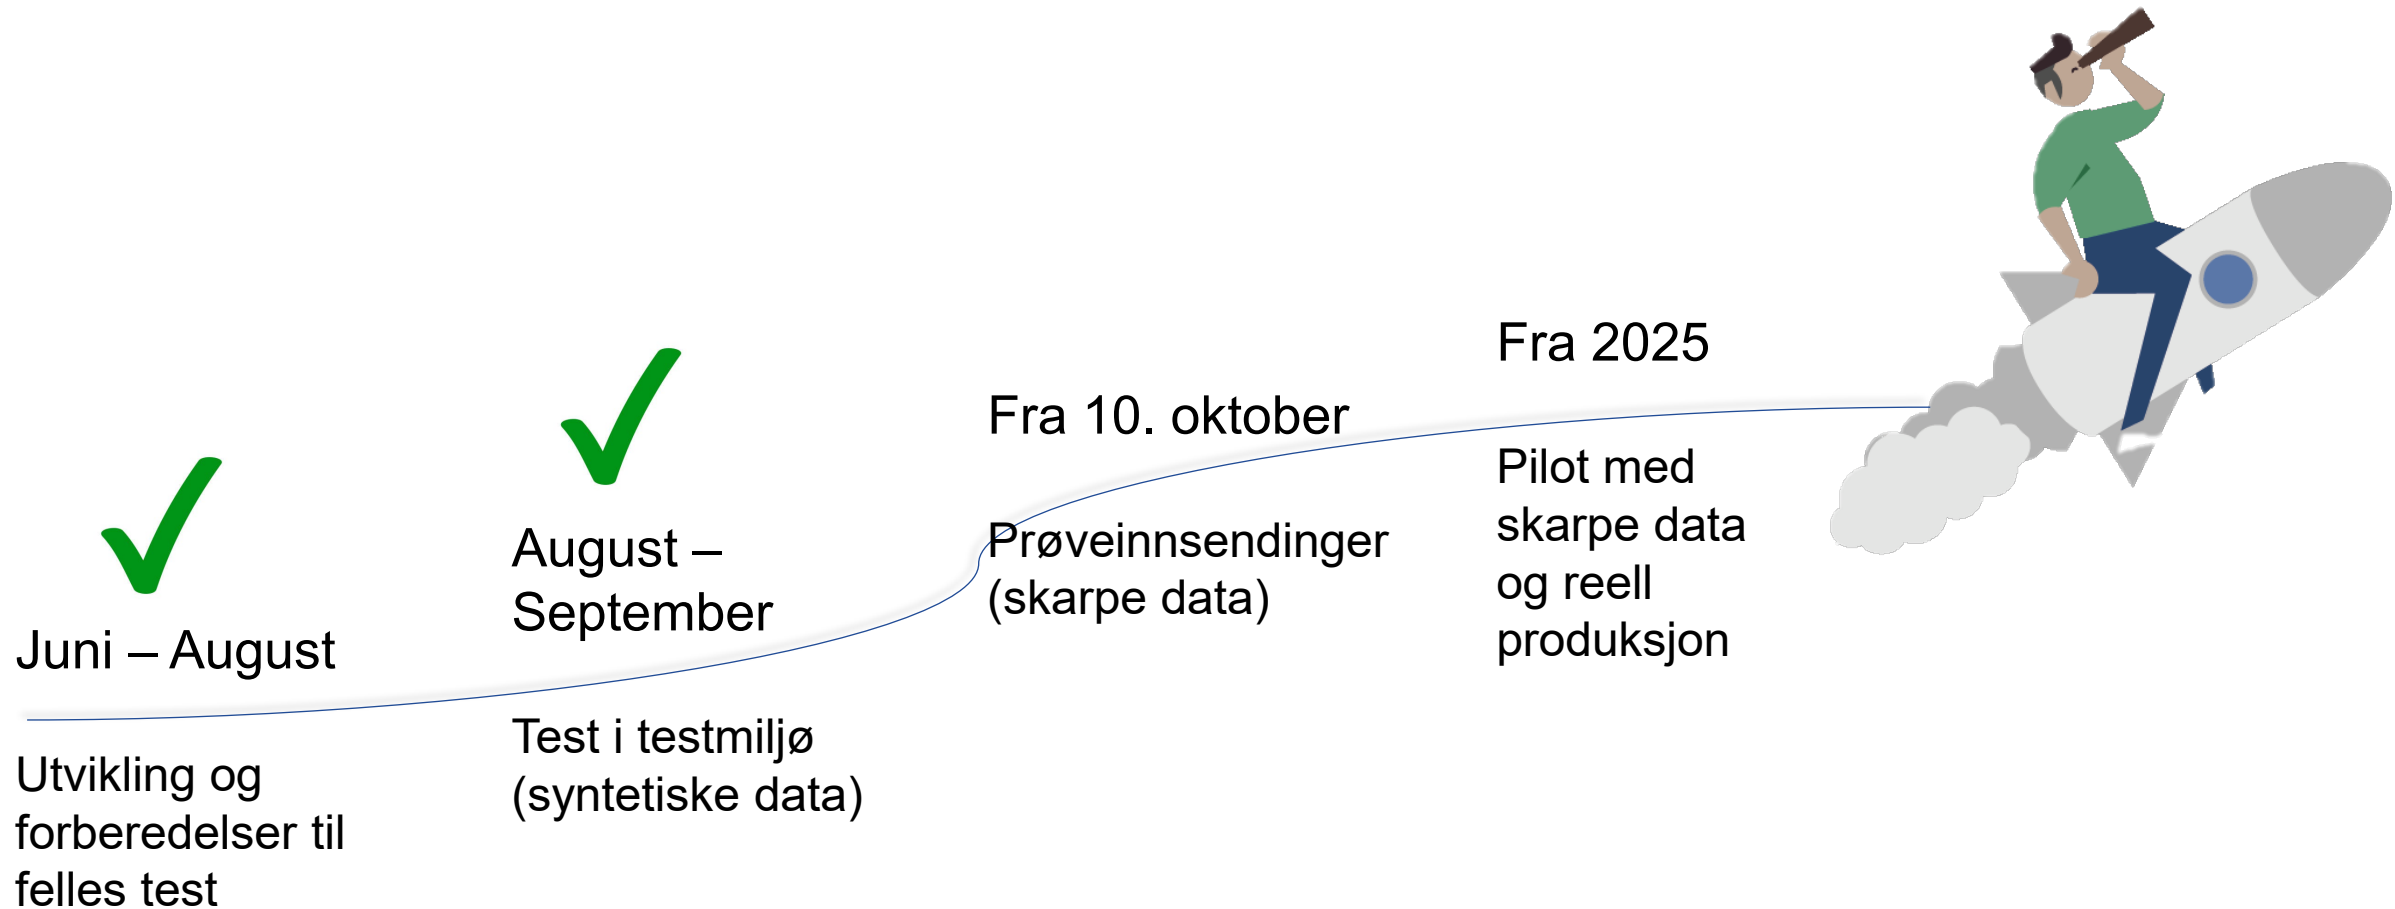 Juni – August
Utvikling og
forberedelser til
felles test
August –
September
Test i testmiljø
(syntetiske data)
Fra 10. oktober
Prøveinnsendinger
(skarpe data)
Fra 2025
Pilot med
skarpe data
og reell
produksjon